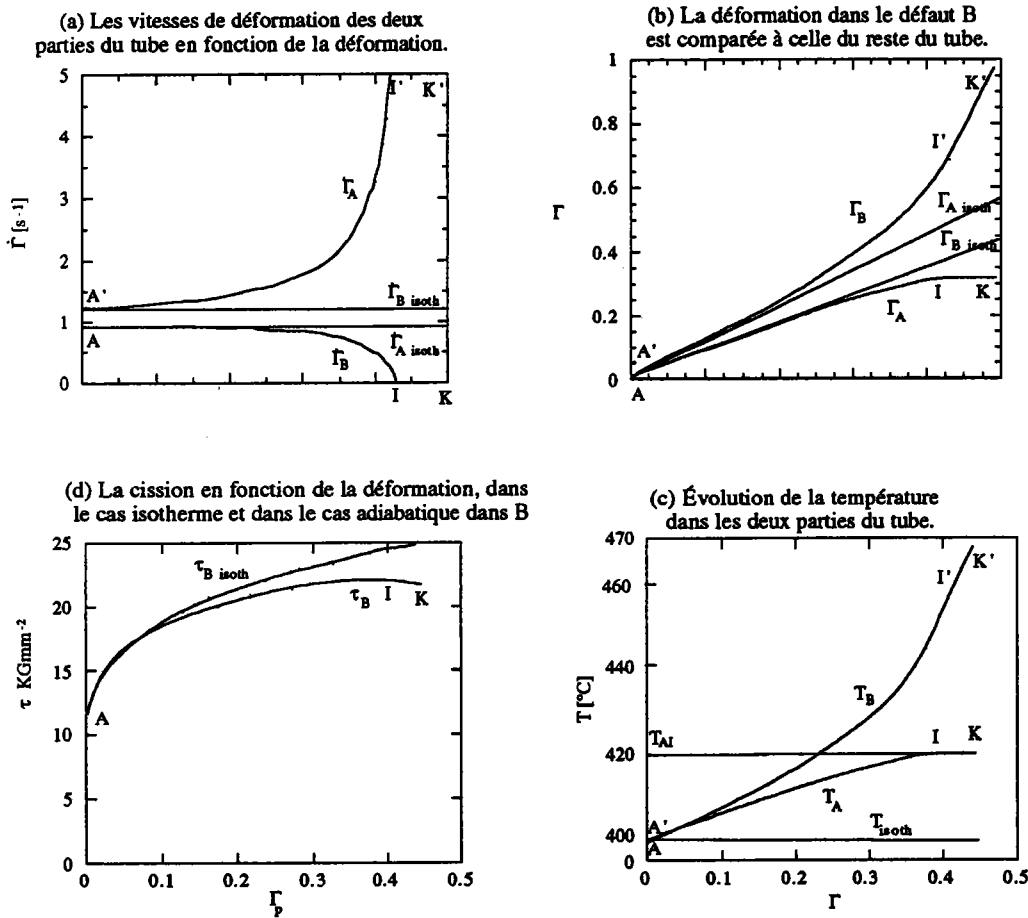 (a) Les vitesses de déformation des deux
parties du tube en fonction de la déformation.
5
4
3
2
1
0
Γ̇ [s⁻¹]
I'
K'
Γ̇A
A'
Γ̇B isoth
A
Γ̇A isoth
Γ̇B
I
K
(b) La déformation dans le défaut B
est comparée à celle du reste du tube.
1
0.8
0.6
0.4
0.2
0
Γ
K'
I'
ΓB
ΓA isoth
ΓB isoth
ΓA
I
K
A'
A
(d) La cission en fonction de la déformation, dans
le cas isotherme et dans le cas adiabatique dans B
25
20
15
10
5
0
τ KGmm⁻²
τB isoth
τB
I
K
A
0
0.1
0.2
0.3
0.4
0.5
Γp
(c) Évolution de la température
dans les deux parties du tube.
470
460
440
420
400
0
T [°C]
I'
K'
TB
TAI
I
K
TA
A'
A
Tisoth
0
0.1
0.2
0.3
0.4
0.5
Γ